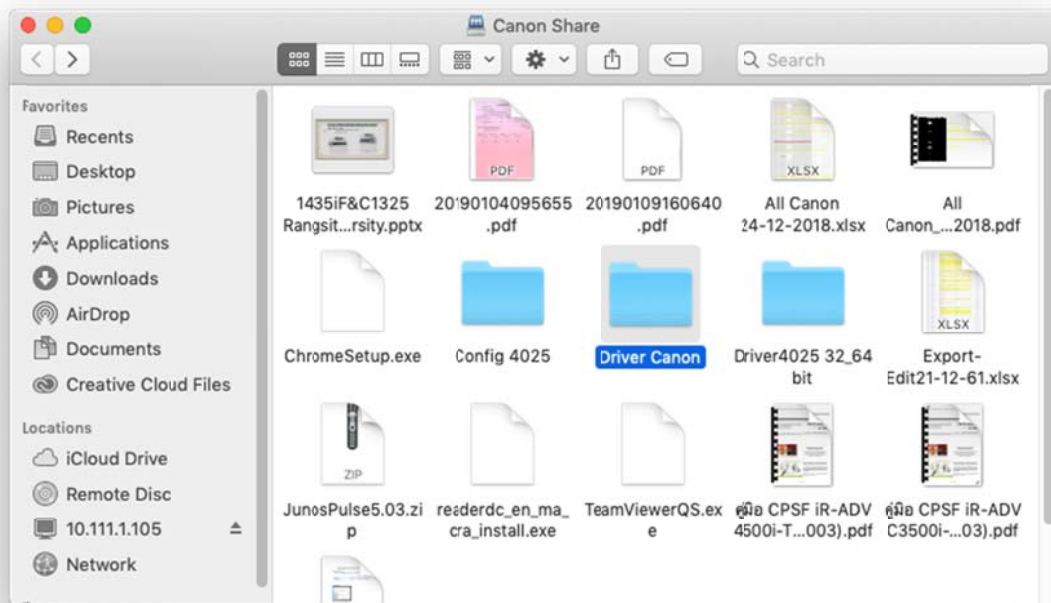 Canon Share
Search
Favorites
Recents
Desktop
Pictures
Applications
Downloads
AirDrop
Documents
Creative Cloud Files
Locations
iCloud Drive
Remote Disc
10.111.1.105
Network
1435iF&C1325
Rangsit...rsity.pptx
PDF
20190104095655
.pdf
PDF
20190109160640
.pdf
XLSX
All Canon
24-12-2018.xlsx
All
Canon_...2018.pdf
ChromeSetup.exe
Config 4025
Driver Canon
Driver4025 32_64
bit
XLSX
Export-
Edit21-12-61.xlsx
ZIP
JunosPulse5.03.zi
p
readerdc_en_ma_
cra_install.exe
TeamViewerQS.ex
e
คู่มือ CPSF iR-ADV
4500i-T...003).pdf
คู่มือ CPSF iR-ADV
C3500i-...03).pdf